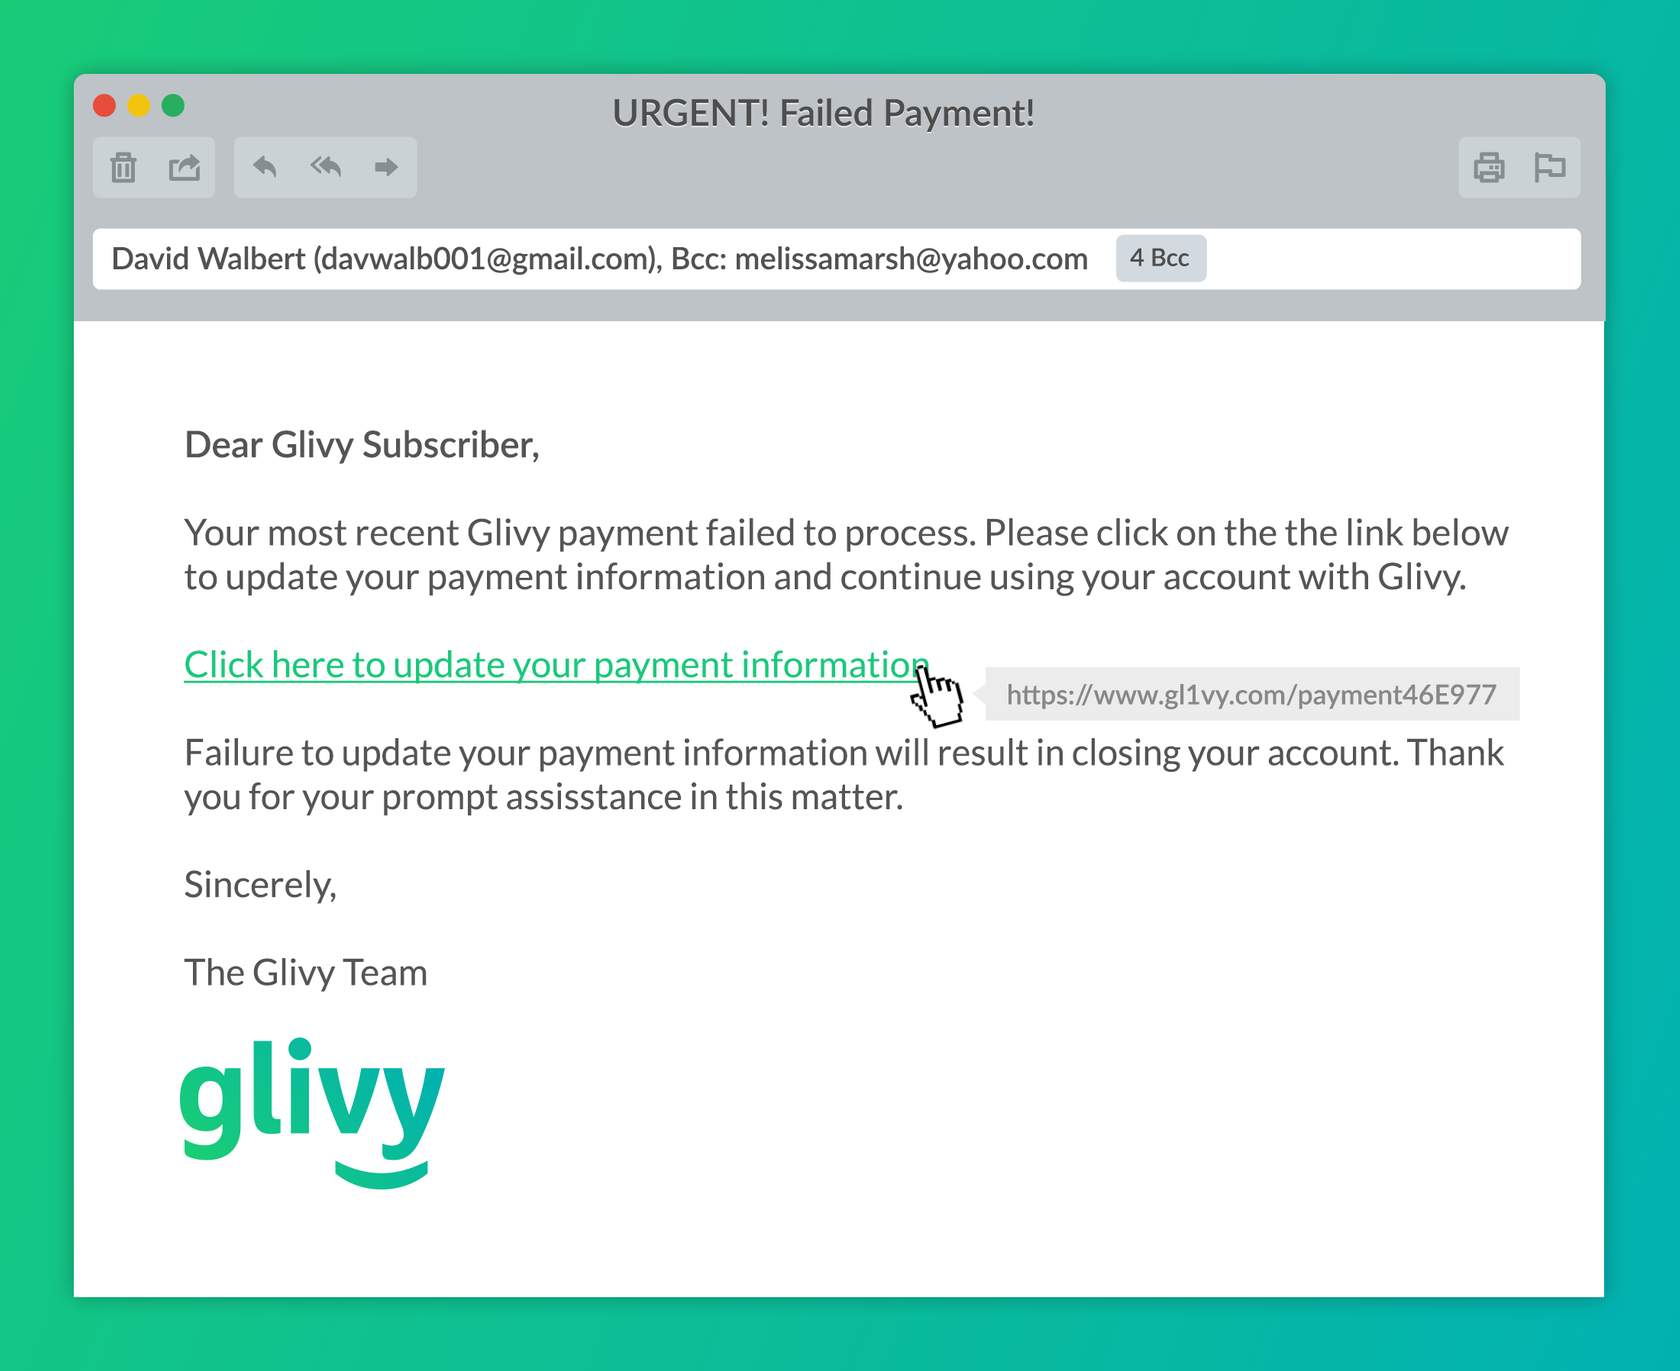 URGENT! Failed Payment!
David Walbert (davwalb001@gmail.com), Bcc: melissamarsh@yahoo.com 4 Bcc
Dear Glivy Subscriber,
Your most recent Glivy payment failed to process. Please click on the the link below
to update your payment information and continue using your account with Glivy.
Click here to update your payment information
https://www.gl1vy.com/payment46E977
Failure to update your payment information will result in closing your account. Thank
you for your prompt assisstance in this matter.
Sincerely,
The Glivy Team
glivy